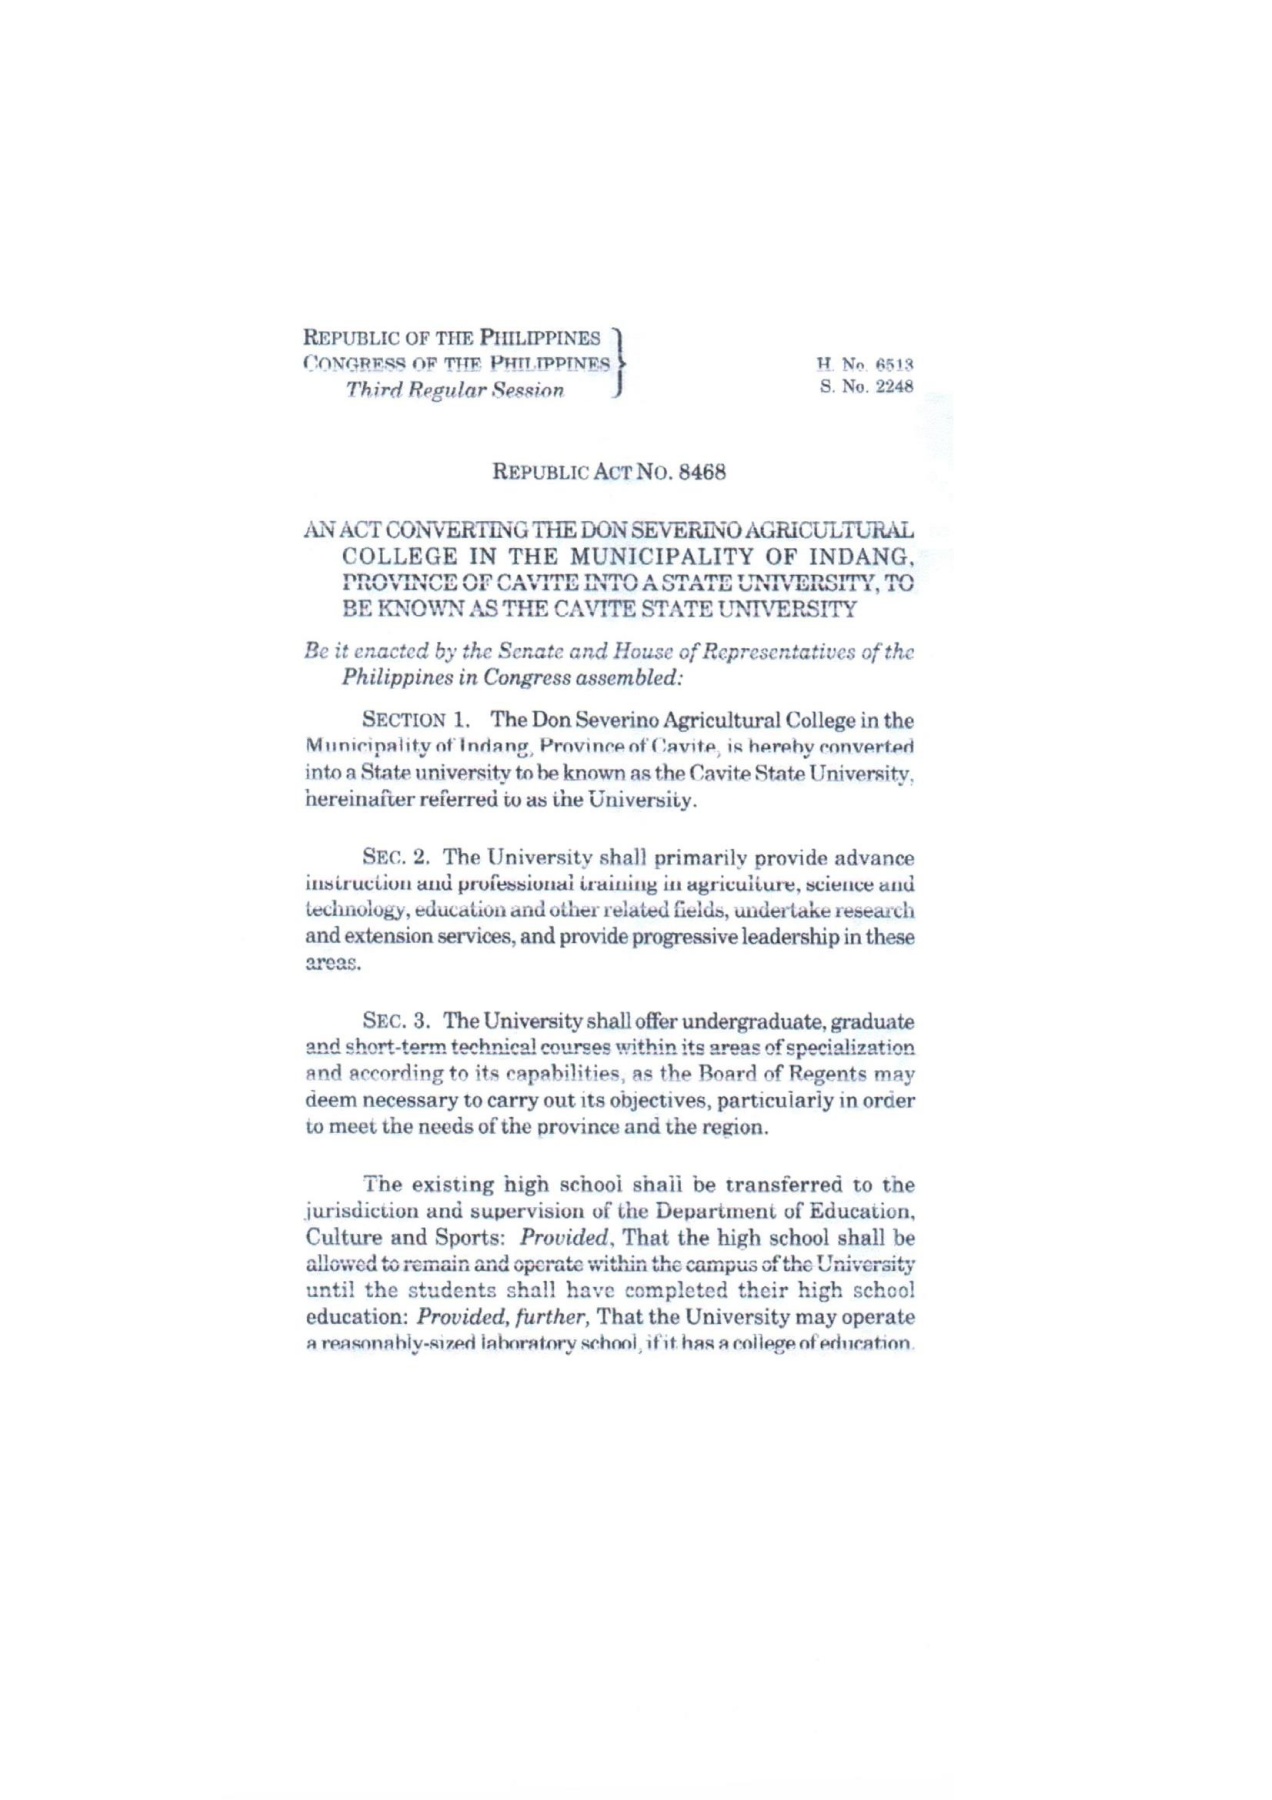 REPUBLIC OF THE PHILIPPINES
CONGRESS OF THE PHILIPPINES
Third Regular Session
H. No. 6513
S. No. 2248
REPUBLIC ACT NO. 8468
AN ACT CONVERTING THE DON SEVERINO AGRICULTURAL
COLLEGE IN THE MUNICIPALITY OF INDANG,
PROVINCE OF CAVITE INTO A STATE UNIVERSITY, TO
BE KNOWN AS THE CAVITE STATE UNIVERSITY
Be it enacted by the Senate and House of Representatives of the
Philippines in Congress assembled:
SECTION 1. The Don Severino Agricultural College in the
Municipality of Indang, Province of Cavite, is hereby converted
into a State university to be known as the Cavite State University,
hereinafter referred to as the University.
SEC. 2. The University shall primarily provide advance
instruction and professional training in agriculture, science and
technology, education and other related fields, undertake research
and extension services, and provide progressive leadership in these
areas.
SEC. 3. The University shall offer undergraduate, graduate
and short-term technical courses within its areas of specialization
and according to its capabilities, as the Board of Regents may
deem necessary to carry out its objectives, particularly in order
to meet the needs of the province and the region.
The existing high school shall be transferred to the
jurisdiction and supervision of the Department of Education,
Culture and Sports: Provided, That the high school shall be
allowed to remain and operate within the campus of the University
until the students shall have completed their high school
education: Provided, further, That the University may operate
a reasonably-sized laboratory school, if it has a college of education.